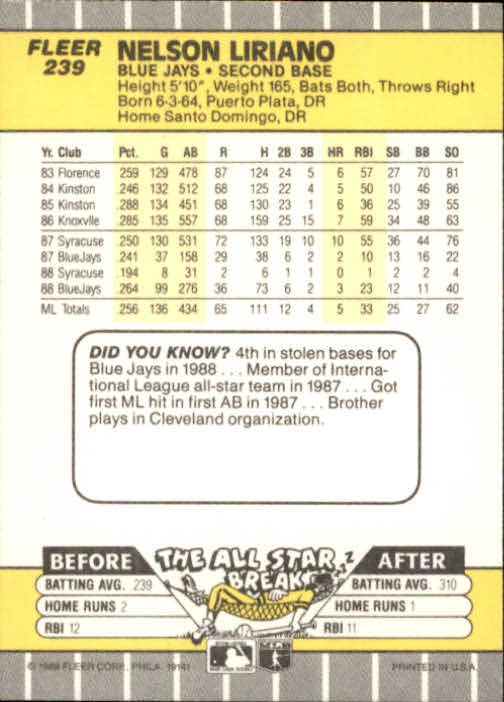 FLEER
239
NELSON LIRIANO
BLUE JAYS • SECOND BASE
Height 5'10", Weight 165, Bats Both, Throws Right
Born 6-3-64, Puerto Plata, DR
Home Santo Domingo, DR
Yr. Club Pct. G AB R H 2B 3B HR RBI SB BB SO
83 Florence .259 129 478 87 124 24 5 6 57 27 70 81
84 Kinston .246 132 512 68 125 22 4 5 50 10 46 86
85 Kinston .288 134 451 68 130 23 1 6 36 25 39 55
86 Knoxvlle .285 135 557 68 159 25 15 7 59 34 48 63
87 Syracuse .250 130 531 72 133 19 10 10 55 36 44 76
87 BlueJays .241 37 158 29 38 6 2 2 10 13 16 22
88 Syracuse .194 8 31 2 6 1 1 0 1 2 2 4
88 BlueJays .264 99 276 36 73 6 2 3 23 12 11 40
ML Totals .256 136 434 65 111 12 4 5 33 25 27 62
DID YOU KNOW? 4th in stolen bases for
Blue Jays in 1988 . . . Member of Interna-
tional League all-star team in 1987 . . . Got
first ML hit in first AB in 1987 . . . Brother
plays in Cleveland organization.
BEFORE THE ALL STAR BREAK AFTER
BATTING AVG. .239 BATTING AVG. .310
HOME RUNS 2 HOME RUNS 1
RBI 12 RBI 11
© 1989 FLEER CORP., PHILA. 19141 PRINTED IN U.S.A.